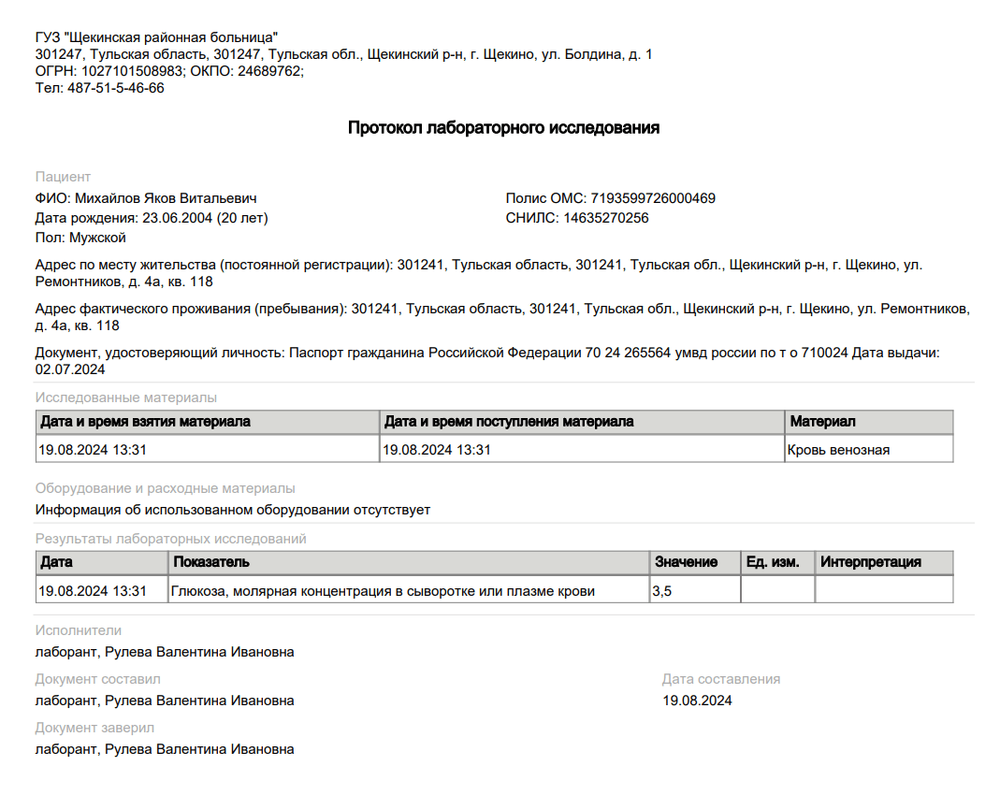 ГУЗ "Щекинская районная больница"
301247, Тульская область, 301247, Тульская обл., Щекинский р-н, г. Щекино, ул. Болдина, д. 1
ОГРН: 1027101508983; ОКПО: 24689762;
Тел: 487-51-5-46-66
Протокол лабораторного исследования
Пациент
ФИО: Михайлов Яков Витальевич
Полис ОМС: 7193599726000469
Дата рождения: 23.06.2004 (20 лет)
СНИЛС: 14635270256
Пол: Мужской
Адрес по месту жительства (постоянной регистрации): 301241, Тульская область, 301241, Тульская обл., Щекинский р-н, г. Щекино, ул.
Ремонтников, д. 4а, кв. 118
Адрес фактического проживания (пребывания): 301241, Тульская область, 301241, Тульская обл., Щекинский р-н, г. Щекино, ул. Ремонтников,
д. 4а, кв. 118
Документ, удостоверяющий личность: Паспорт гражданина Российской Федерации 70 24 265564 умвд россии по т о 710024 Дата выдачи:
02.07.2024
Исследованные материалы
Дата и время взятия материала Дата и время поступления материала Материал
19.08.2024 13:31 19.08.2024 13:31 Кровь венозная
Оборудование и расходные материалы
Информация об использованном оборудовании отсутствует
Результаты лабораторных исследований
Дата Показатель Значение Ед. изм. Интерпретация
19.08.2024 13:31 Глюкоза, молярная концентрация в сыворотке или плазме крови 3,5
Исполнители
лаборант, Рулева Валентина Ивановна
Документ составил Дата составления
лаборант, Рулева Валентина Ивановна 19.08.2024
Документ заверил
лаборант, Рулева Валентина Ивановна